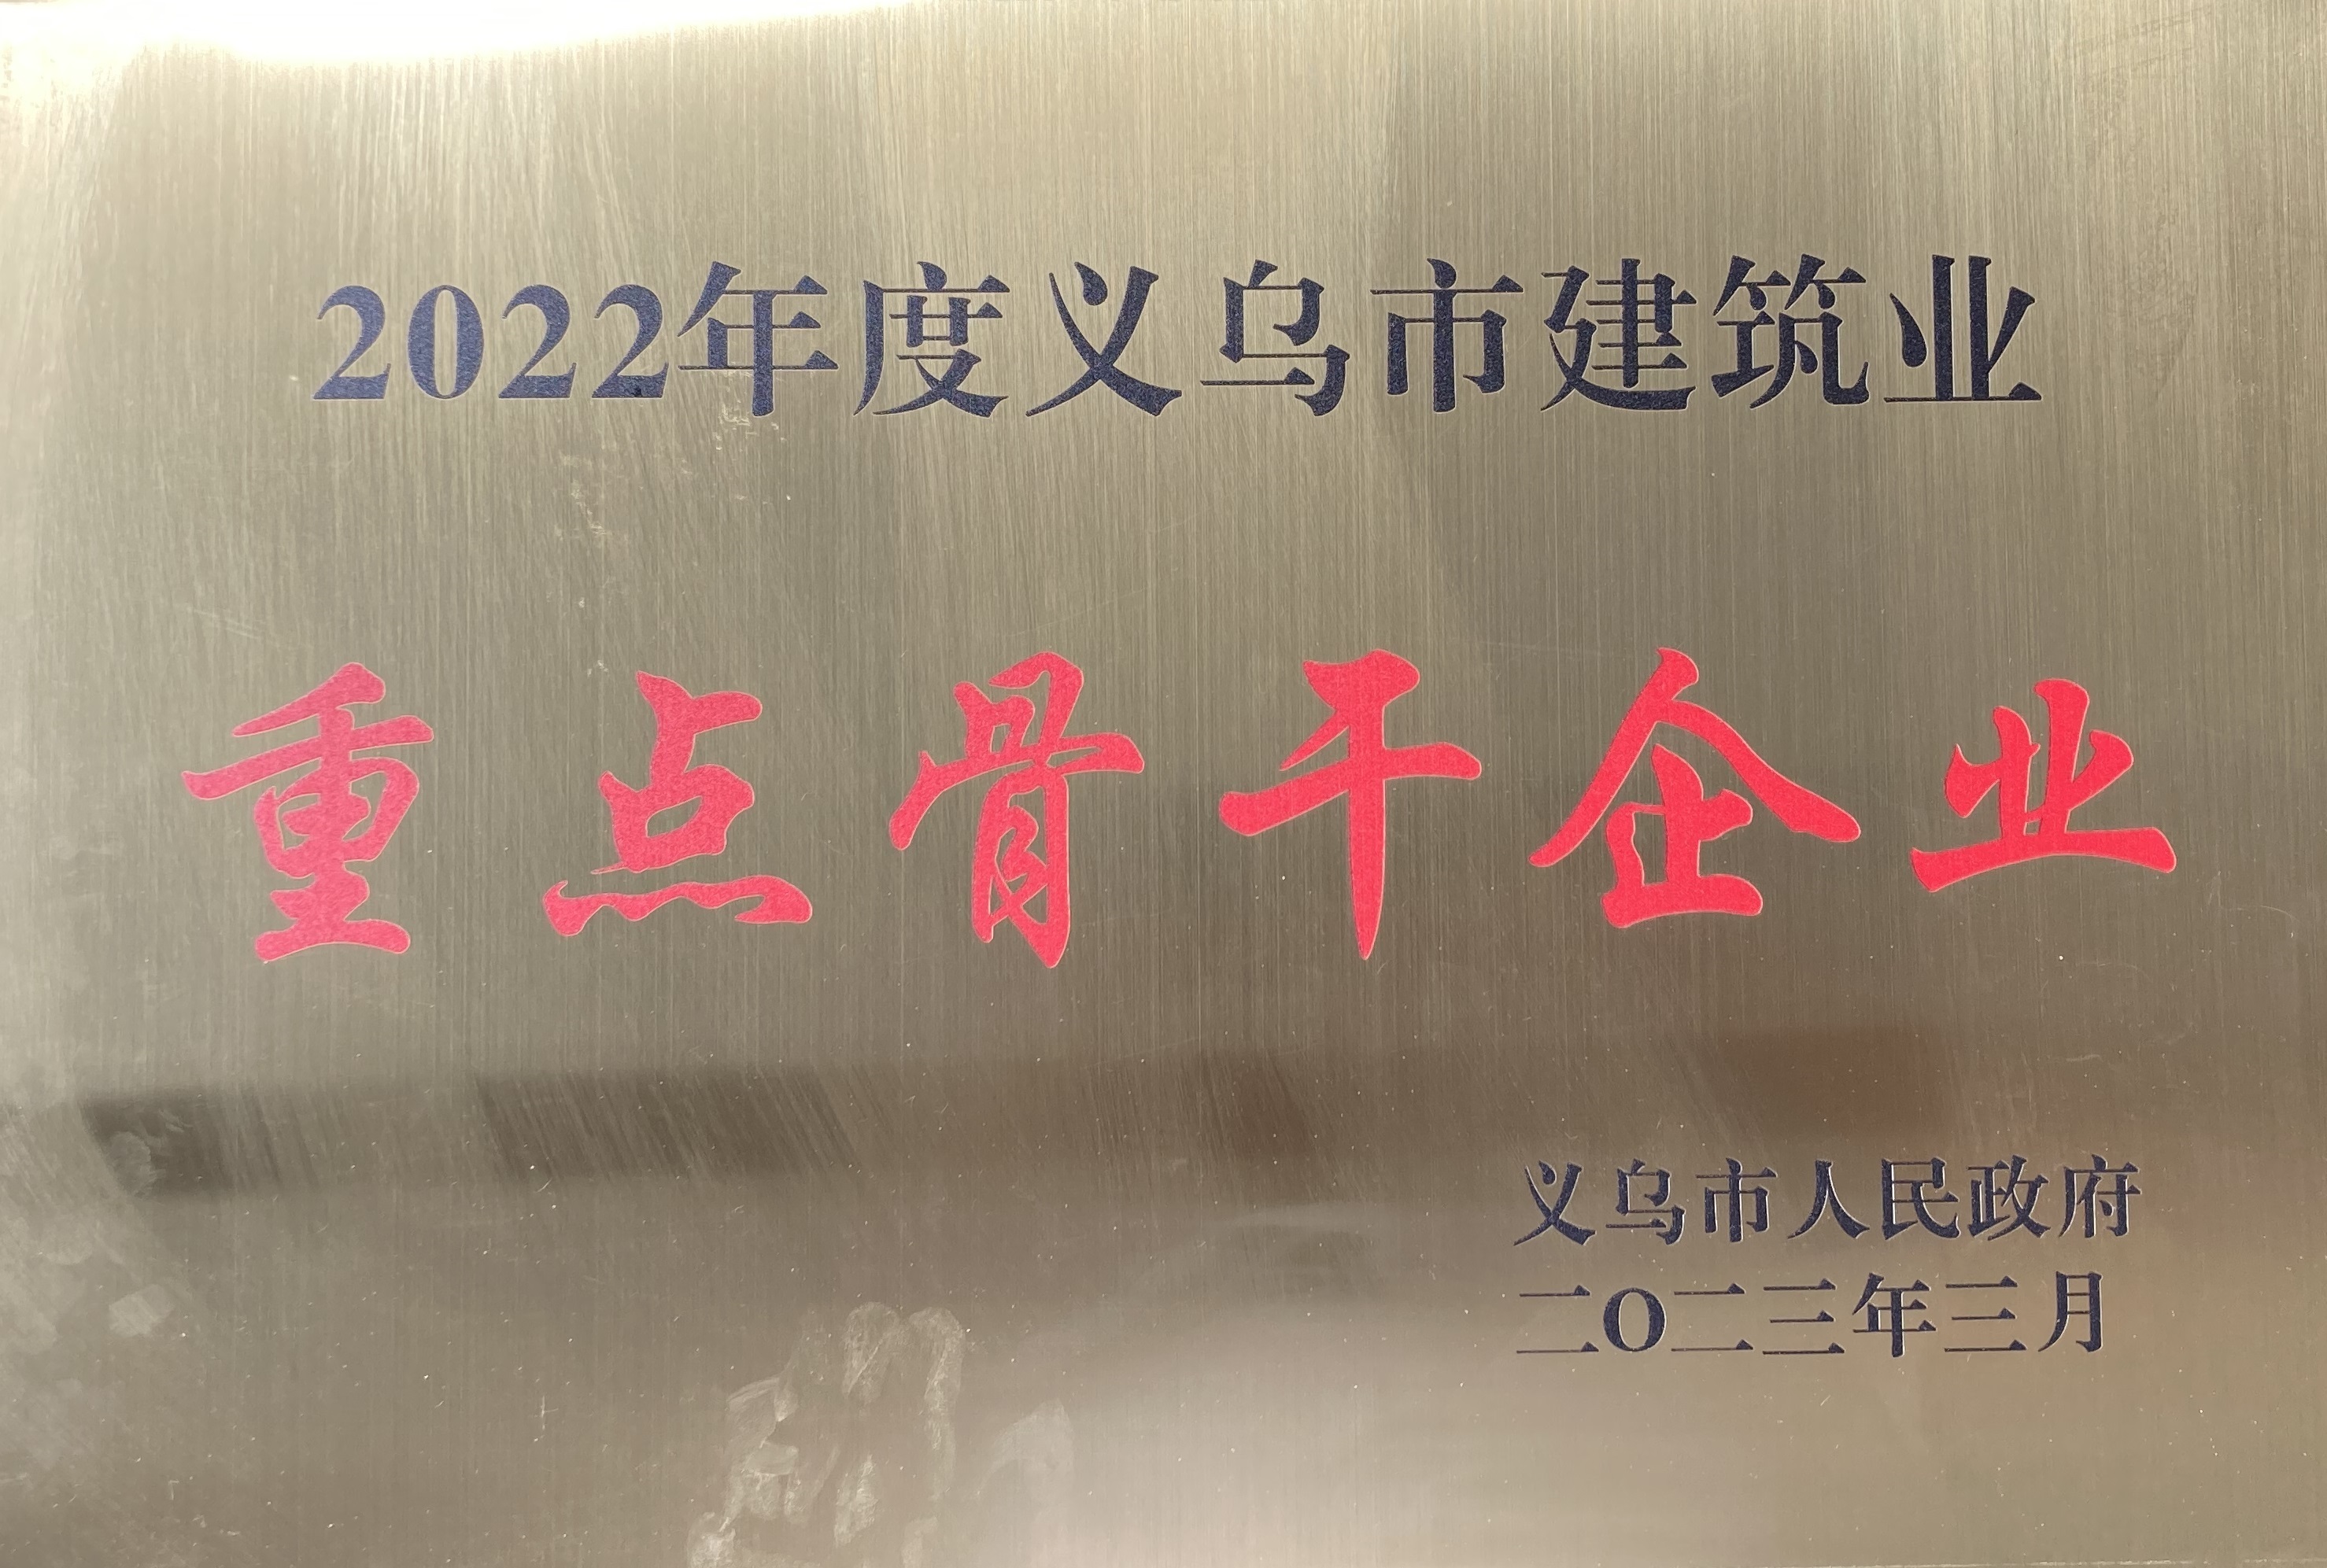 2022年度义乌市建筑业
重点骨干企业
义乌市人民政府
二O二三年三月